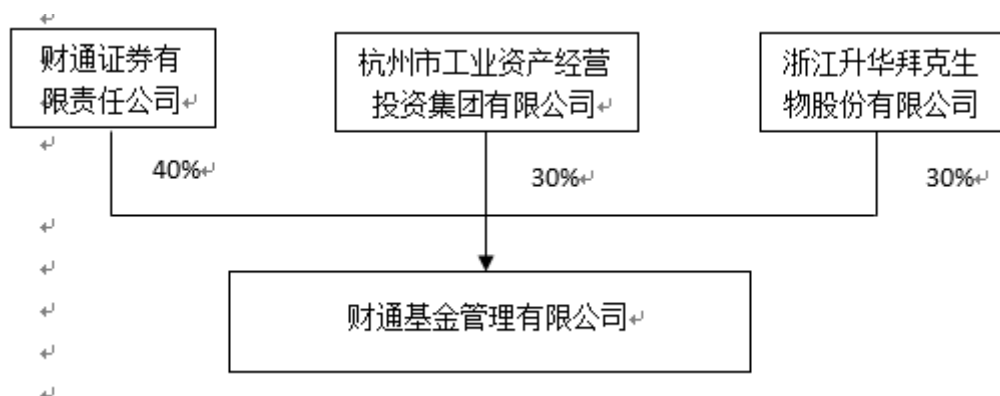 财通证券有
限责任公司
杭州市工业资产经营
投资集团有限公司
浙江升华拜克生
物股份有限公司
40%
30%
30%
财通基金管理有限公司